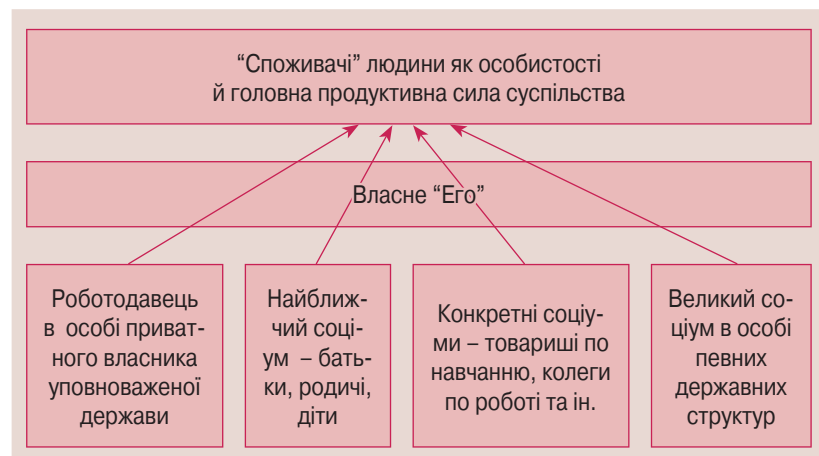 “Споживачі” людини як особистості
й головна продуктивна сила суспільства
Власне “Его”
Роботодавець
в особі приват-
ного власника
уповноваженої
держави
Найближ-
чий соці-
ум – бать-
ки, родичі,
діти
Конкретні соціу-
ми – товариші по
навчанню, колеги
по роботі та ін.
Великий со-
ціум в особі
певних
державних
структур